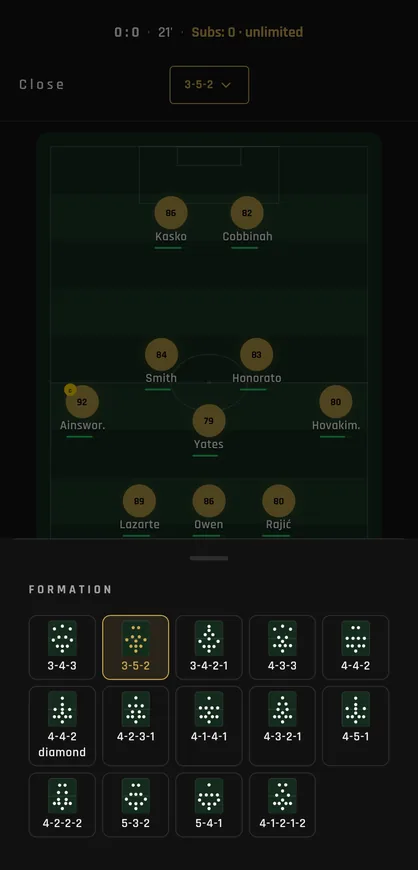 0:0 · 21' · Subs: 0 · unlimited
Close
3-5-2
86 82
Kasko Cobbinah
84 83
Smith Honorato
c
92 80
79
Ainswor. Hovakim.
Yates
89 86 80
Lazarte Owen Rajić
FORMATION
3-4-3 3-5-2 3-4-2-1 4-3-3 4-4-2
4-4-2 diamond 4-2-3-1 4-1-4-1 4-3-2-1 4-5-1
4-2-2-2 5-3-2 5-4-1 4-1-2-1-2